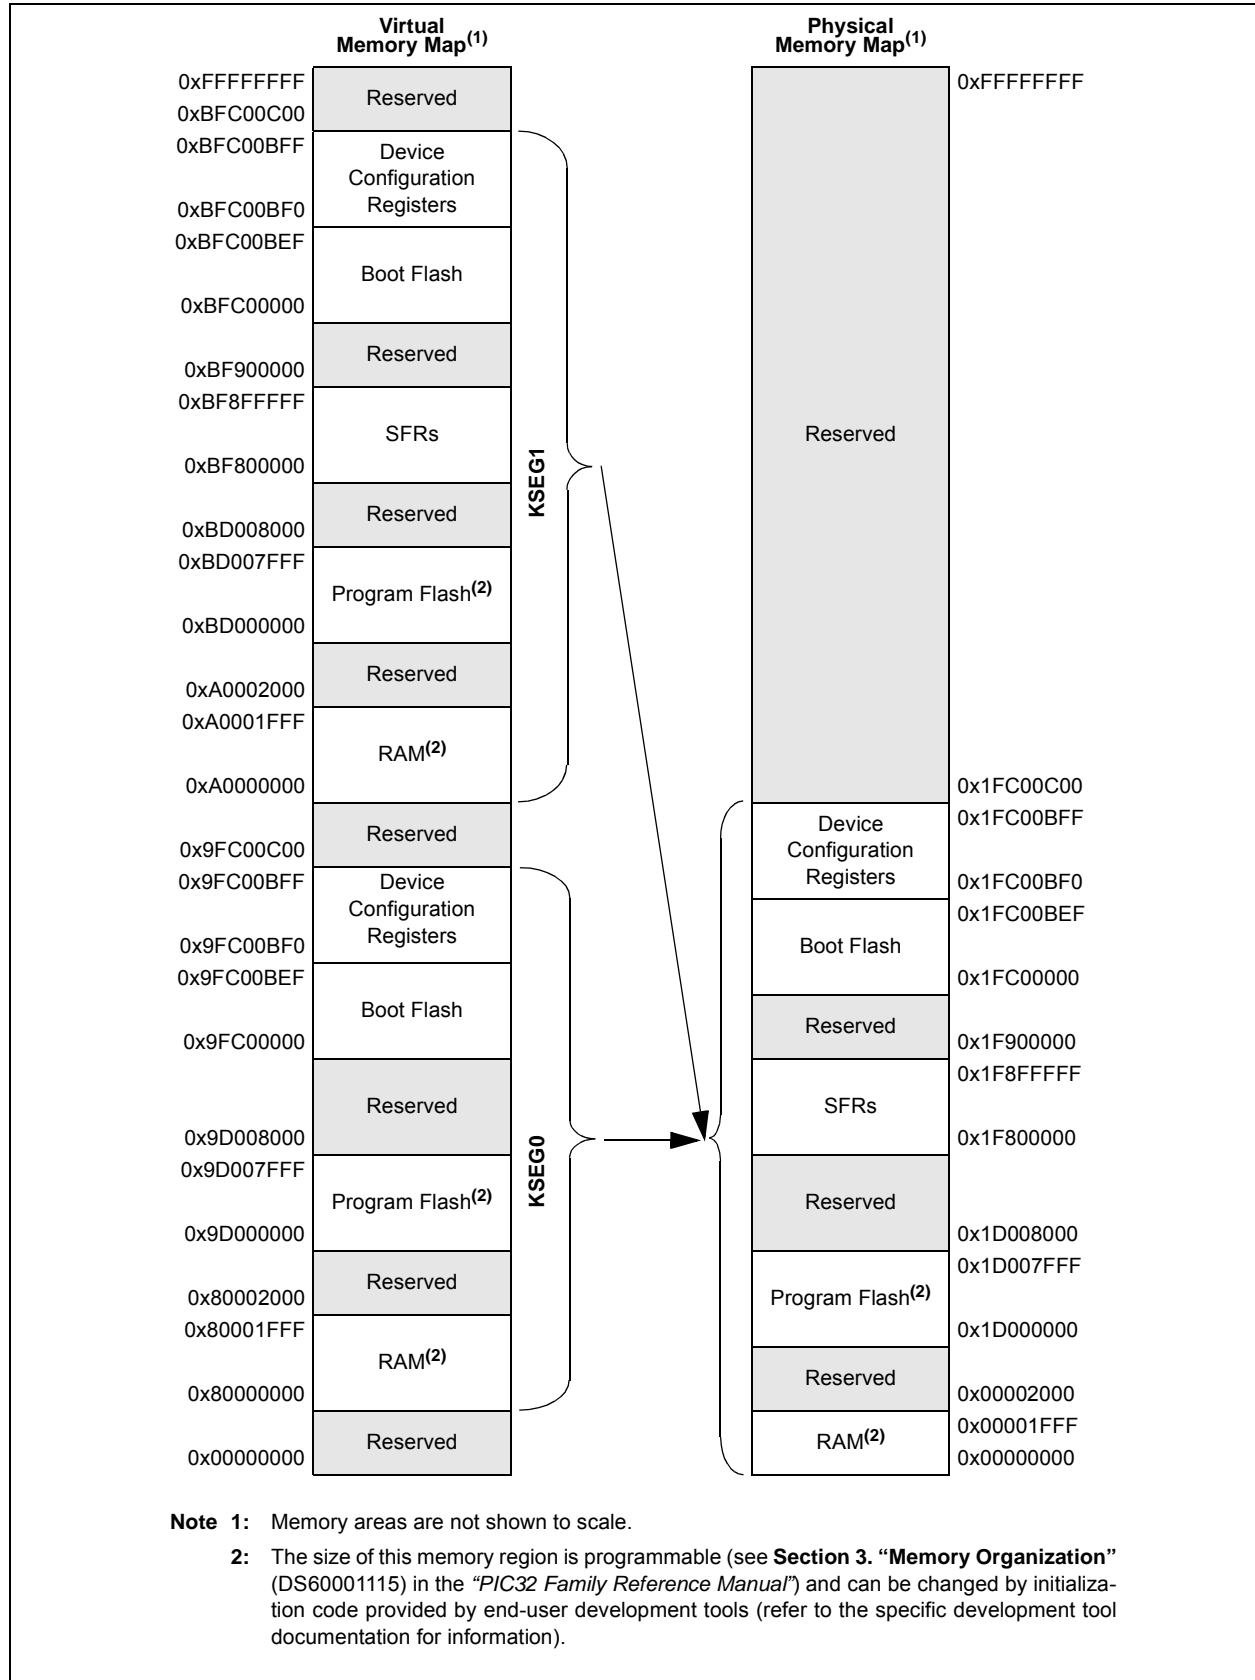 Virtual
Memory Map(1)
Physical
Memory Map(1)
0xFFFFFFFF
Reserved
0xBFC00C00
0xBFC00BFF
Device
Configuration
Registers
0xBFC00BF0
0xBFC00BEF
Boot Flash
0xBFC00000
Reserved
0xBF900000
0xBF8FFFFF
SFRs
0xBF800000
Reserved
0xBD008000
0xBD007FFF
Program Flash(2)
0xBD000000
Reserved
0xA0002000
0xA0001FFF
RAM(2)
0xA0000000
Reserved
0x9FC00C00
0x9FC00BFF
Device
Configuration
Registers
0x9FC00BF0
0x9FC00BEF
Boot Flash
0x9FC00000
Reserved
0x9D008000
0x9D007FFF
Program Flash(2)
0x9D000000
Reserved
0x80002000
0x80001FFF
RAM(2)
0x80000000
Reserved
0x00000000
KSEG1
KSEG0
0xFFFFFFFF
Reserved
0x1FC00C00
0x1FC00BFF
Device
Configuration
Registers
0x1FC00BF0
0x1FC00BEF
Boot Flash
0x1FC00000
Reserved
0x1F900000
0x1F8FFFFF
SFRs
0x1F800000
Reserved
0x1D008000
0x1D007FFF
Program Flash(2)
0x1D000000
Reserved
0x00002000
0x00001FFF
RAM(2)
0x00000000
Note 1: Memory areas are not shown to scale.
2: The size of this memory region is programmable (see Section 3. “Memory Organization”
(DS60001115) in the “PIC32 Family Reference Manual”) and can be changed by initializa-
tion code provided by end-user development tools (refer to the specific development tool
documentation for information).